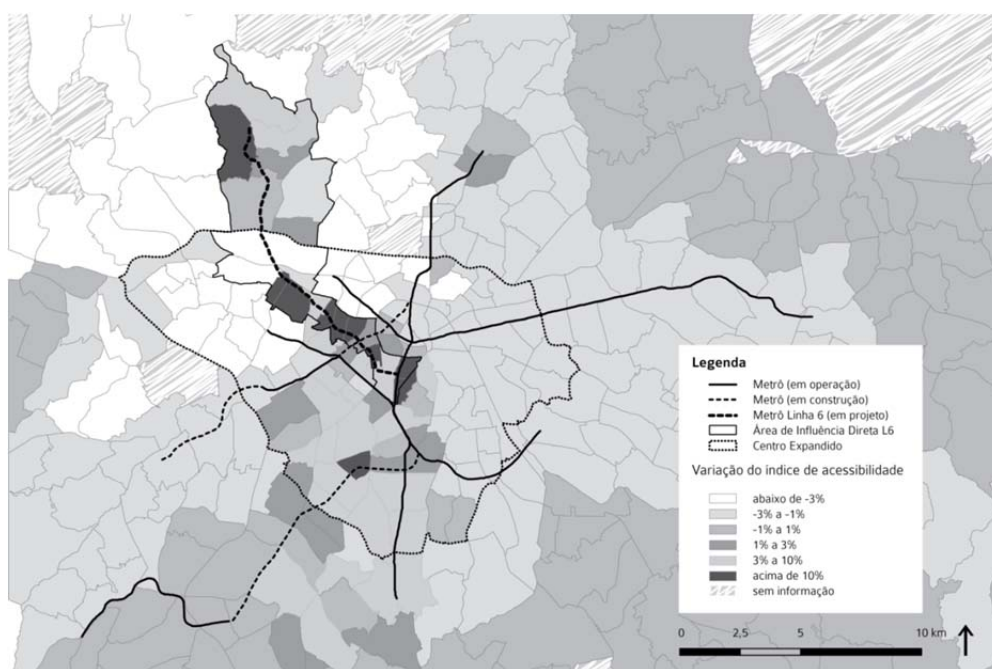 Legenda
Metrô (em operação)
Metrô (em construção)
Metrô Linha 6 (em projeto)
Área de Influência Direta L6
Centro Expandido
Variação do indice de acessibilidade
abaixo de -3%
-3% a -1%
-1% a 1%
1% a 3%
3% a 10%
acima de 10%
sem informação
0 2,5 5 10 km